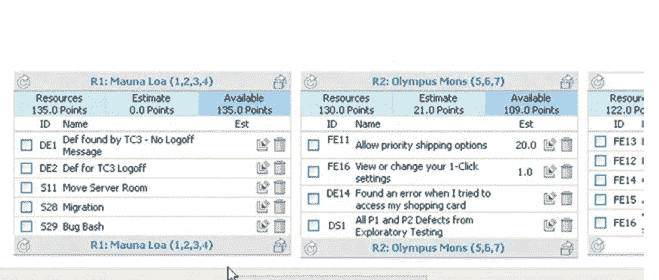 R1: Mauna Loa (1,2,3,4)
Resources Estimate Available
135.0 Points 0.0 Points 135.0 Points
ID Name Est
DE1 Def found by TC3 - No Logoff
Message
DE2 Def for TC3 Logoff
S11 Move Server Room
S28 Migration
S29 Bug Bash
R1: Mauna Loa (1,2,3,4)
R2: Olympus Mons (5,6,7)
Resources Estimate Available
130.0 Points 21.0 Points 109.0 Points
ID Name Est
FE11 Allow priority shipping options 20.0
FE16 View or change your 1-Click
settings 1.0
DE14 Found an error when I tried to
access my shopping card
DS1 All P1 and P2 Defects from
Exploratory Testing
R2: Olympus Mons (5,6,7)
122.0
ID
FE13
FE12
FE14
FE15
FE16